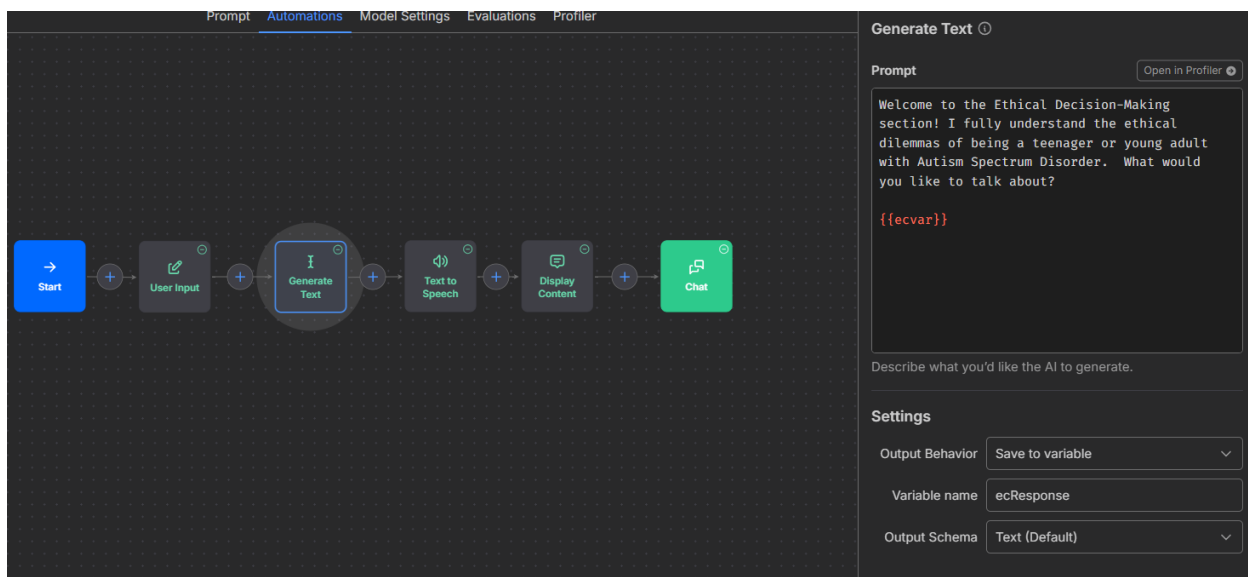 Prompt Automations Model Settings Evaluations Profiler
Start
User Input
Generate
Text
Text to
Speech
Display
Content
Chat
Generate Text
Prompt
Open in Profiler
Welcome to the Ethical Decision-Making
section! I fully understand the ethical
dilemmas of being a teenager or young adult
with Autism Spectrum Disorder.  What would
you like to talk about?
{{ecvar}}
Describe what you'd like the AI to generate.
Settings
Output Behavior Save to variable
Variable name ecResponse
Output Schema Text (Default)